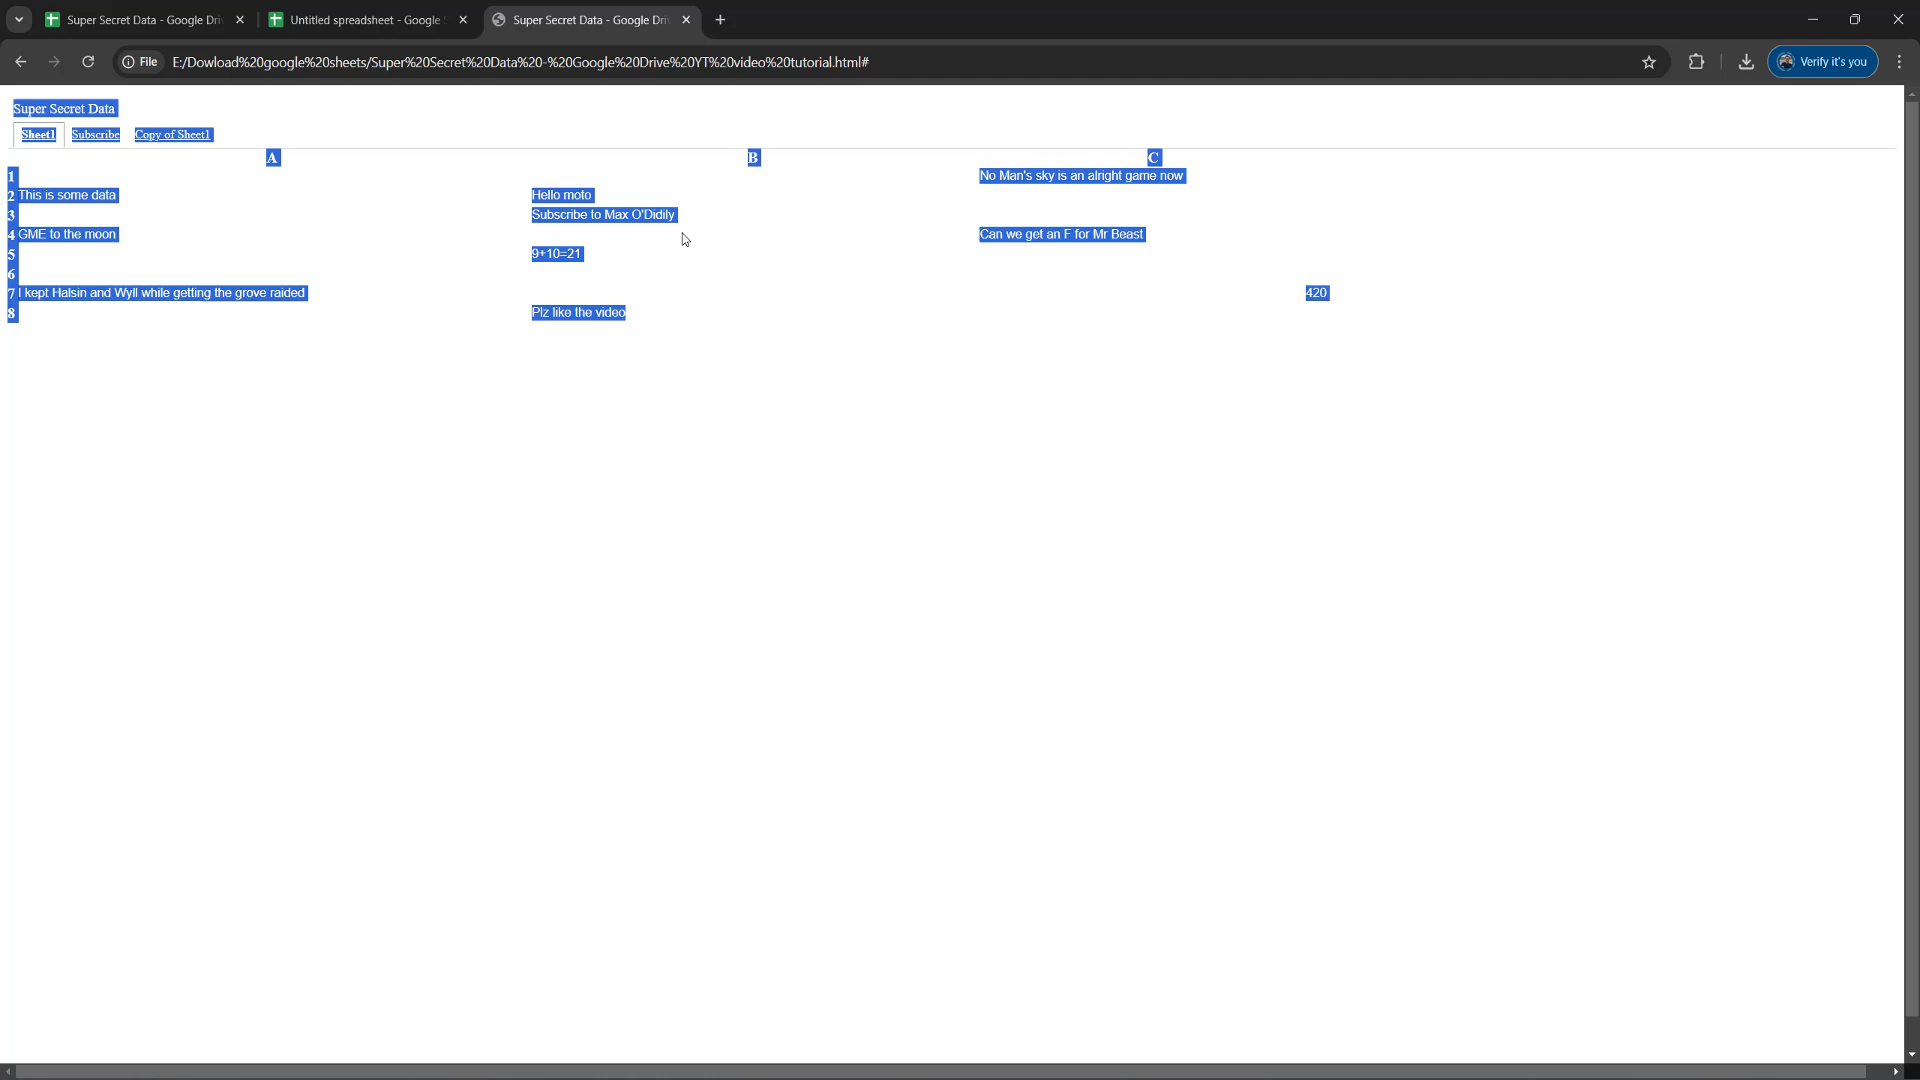 Super Secret Data - Google Dri
Untitled spreadsheet - Google
Super Secret Data - Google Dri
File
E:/Dowload%20google%20sheets/Super%20Secret%20Data%20-%20Google%20Drive%20YT%20video%20tutorial.html#
Verify it's you
Super Secret Data
Sheet1 Subscribe Copy of Sheet1
A B C
1 No Man's sky is an alright game now
2 This is some data Hello moto
3 Subscribe to Max O'Didily
4 GME to the moon Can we get an F for Mr Beast
5 9+10=21
6
7 I kept Halsin and Wyll while getting the grove raided 420
8 Plz like the video